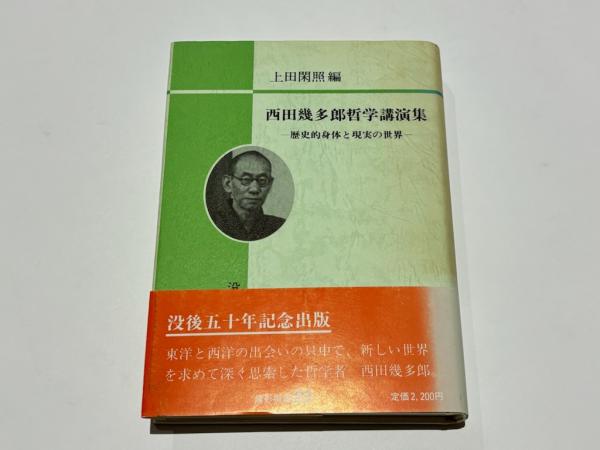 上田閑照編
西田幾多郎哲学講演集
―歴史的身体と現実の世界―
没
没後五十年記念出版
東洋と西洋の出会いの只中で、新しい世界
を求めて深く思索した哲学者　西田幾多郎
定価2,200円